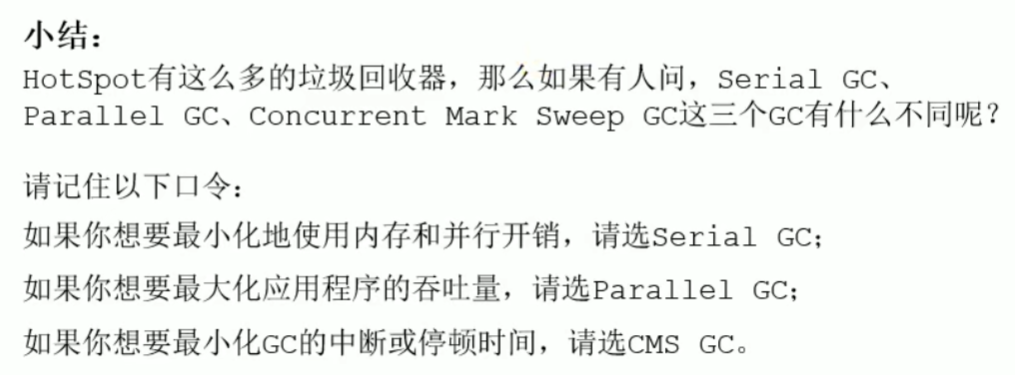 小结：
HotSpot有这么多的垃圾回收器，那么如果有人问，Serial GC、
Parallel GC、Concurrent Mark Sweep GC这三个GC有什么不同呢？
请记住以下口令：
如果你想要最小化地使用内存和并行开销，请选Serial GC；
如果你想要最大化应用程序的吞吐量，请选Parallel GC；
如果你想要最小化GC的中断或停顿时间，请选CMS GC。